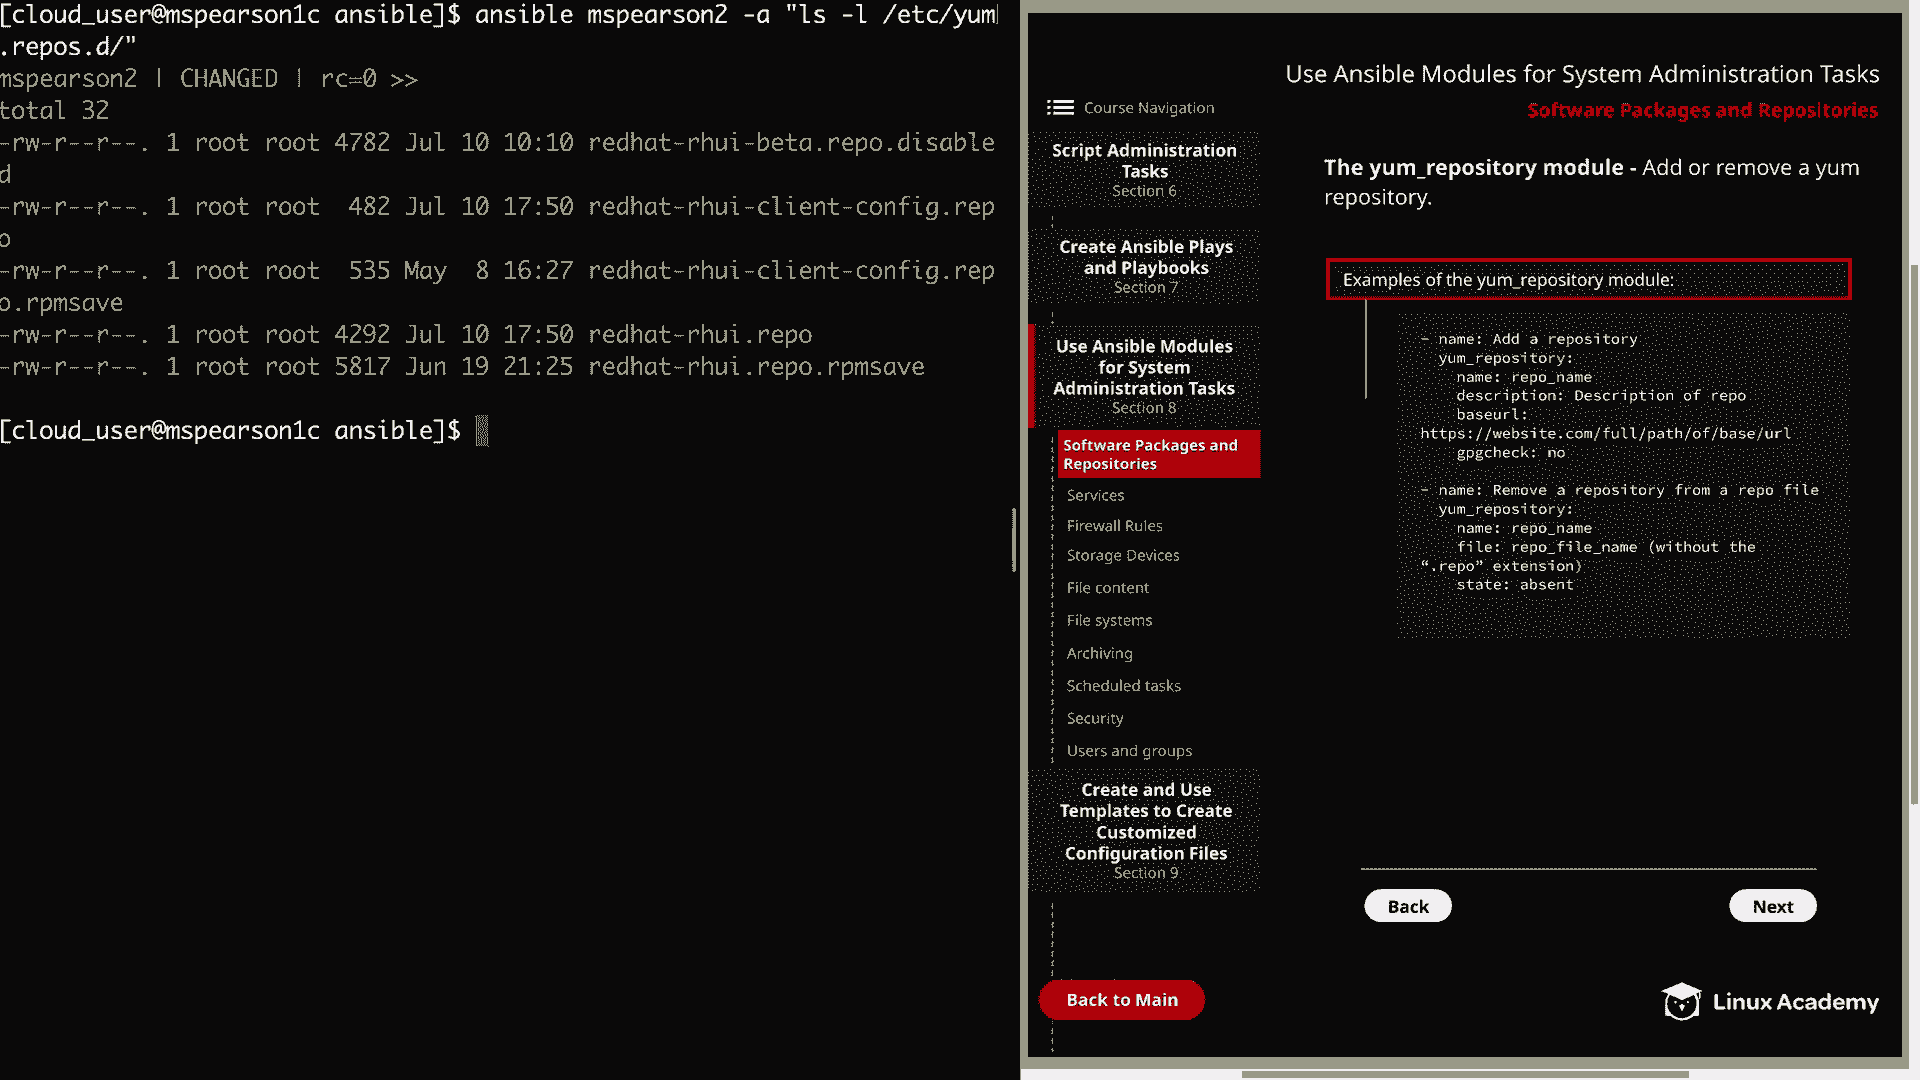 [cloud_user@mspearson1c ansible]$ ansible mspearson2 -a "ls -l /etc/yum
.repos.d/"
mspearson2 | CHANGED | rc=0 >>
total 32
-rw-r--r--. 1 root root 4782 Jul 10 10:10 redhat-rhui-beta.repo.disable
d
-rw-r--r--. 1 root root  482 Jul 10 17:50 redhat-rhui-client-config.rep
o
-rw-r--r--. 1 root root  535 May  8 16:27 redhat-rhui-client-config.rep
o.rpmsave
-rw-r--r--. 1 root root 4292 Jul 10 17:50 redhat-rhui.repo
-rw-r--r--. 1 root root 5817 Jun 19 21:25 redhat-rhui.repo.rpmsave
[cloud_user@mspearson1c ansible]$
Use Ansible Modules for System Administration Tasks
Software Packages and Repositories
Course Navigation
Script Administration
Tasks
Section 6
Create Ansible Plays
and Playbooks
Section 7
Use Ansible Modules
for System
Administration Tasks
Section 8
Software Packages and
Repositories
Services
Firewall Rules
Storage Devices
File content
File systems
Archiving
Scheduled tasks
Security
Users and groups
Create and Use
Templates to Create
Customized
Configuration Files
Section 9
Back to Main
The yum_repository module - Add or remove a yum
repository.
Examples of the yum_repository module:
- name: Add a repository
  yum_repository:
    name: repo_name
    description: Description of repo
    baseurl:
https://website.com/full/path/of/base/url
    gpgcheck: no
- name: Remove a repository from a repo file
  yum_repository:
    name: repo_name
    file: repo_file_name (without the
“.repo” extension)
    state: absent
Back
Next
Linux Academy